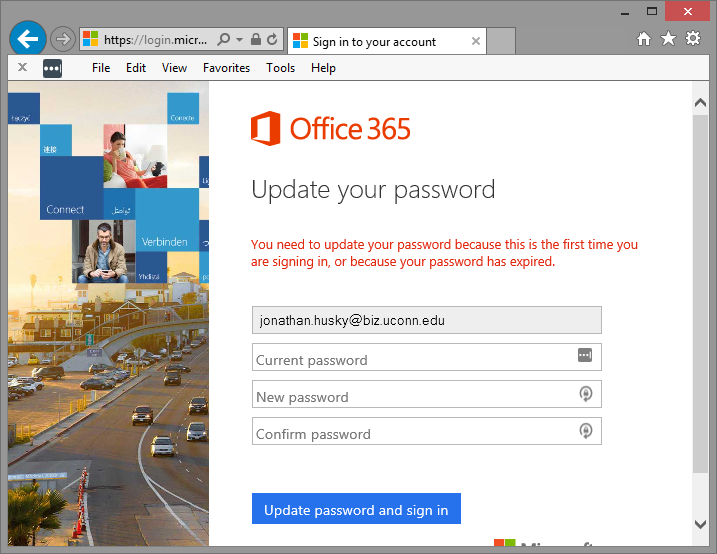 https://login.micr...
Sign in to your account
File Edit View Favorites Tools Help
Conecte
連接
Connect
Verbinden
Office 365
Update your password
You need to update your password because this is the first time you
are signing in, or because your password has expired.
jonathan.husky@biz.uconn.edu
Current password
New password
Confirm password
Update password and sign in